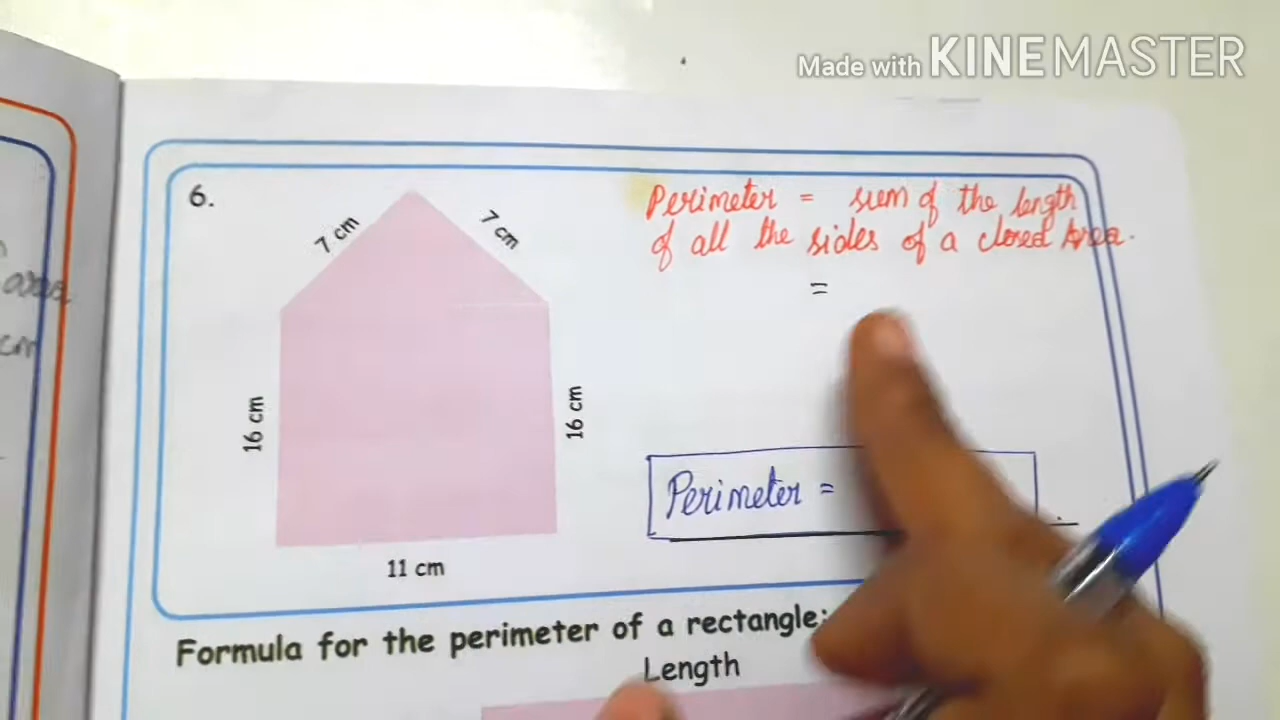 Made with KINEMASTER
6.
Perimeter = sum of the length
of all the sides of a closed Area.
=
7 cm
7 cm
16 cm
16 cm
11 cm
Perimeter =
Formula for the perimeter of a rectangle:
Length
cm